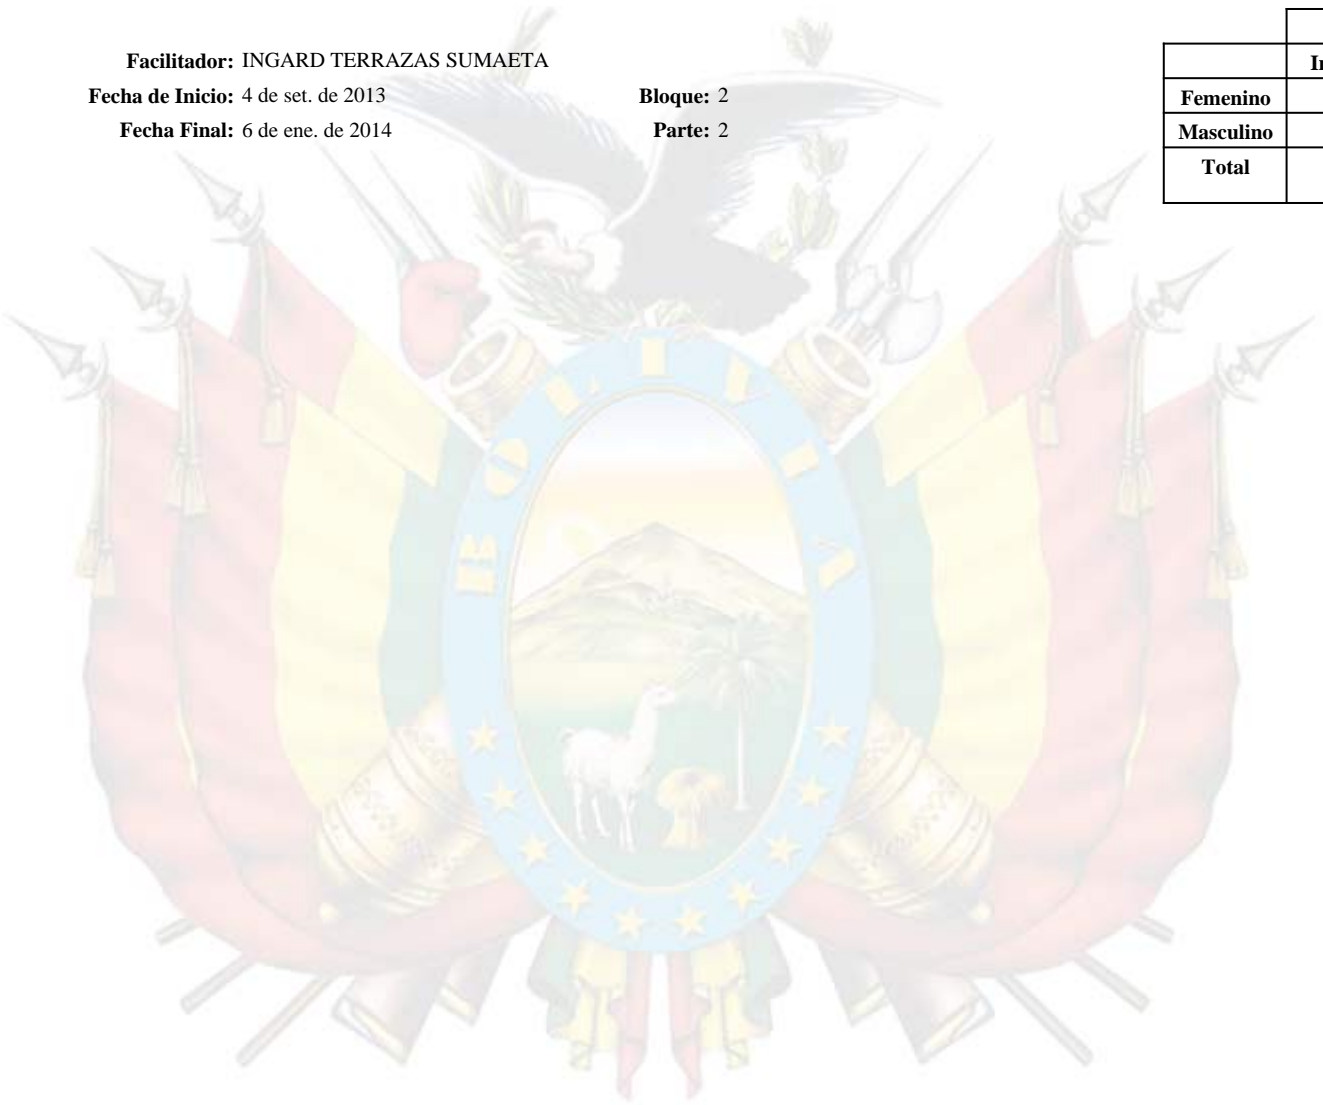 Facilitador: INGARD TERRAZAS SUMAETA
Fecha de Inicio: 4 de set. de 2013 Bloque: 2
Fecha Final: 6 de ene. de 2014 Parte: 2
Femenino
Masculino
Total
BOLIVIA